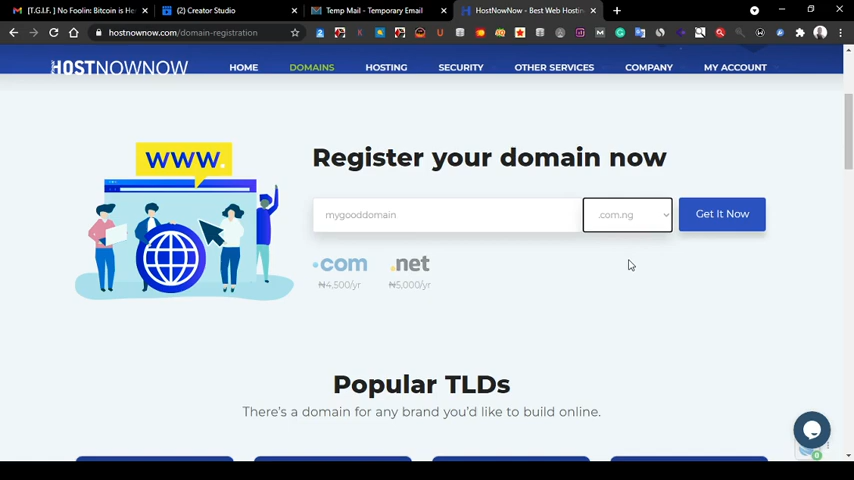 [T.G.I.F. ] No Foolin: Bitcoin is He
(2) Creator Studio
Temp Mail - Temporary Email
HostNowNow - Best Web Hostin
hostnownow.com/domain-registration
HOSTNOWNOW
HOME
DOMAINS
HOSTING
SECURITY
OTHER SERVICES
COMPANY
MY ACCOUNT
www.
Register your domain now
mygooddomain
.com.ng
Get It Now
.com
.net
₦4,500/yr
₦5,000/yr
Popular TLDs
There's a domain for any brand you'd like to build online.
0